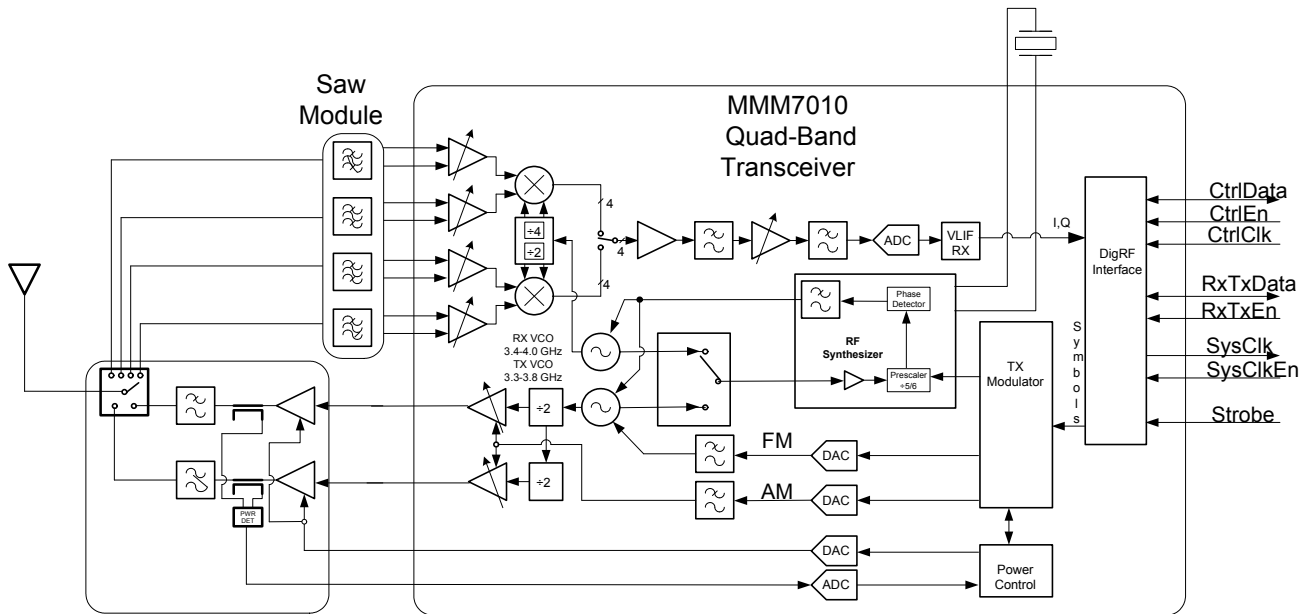 Saw
Module
MMM7010
Quad-Band
Transceiver
4
÷4
÷2
4
4
ADC
VLIF
RX
I,Q
DigRF
Interface
CtrlData
CtrlEn
CtrlClk
RxTxData
RxTxEn
SysClk
SysClkEn
Strobe
Symbols
Phase
Detector
RF
Synthesizer
Prescaler
÷5/6
TX
Modulator
RX VCO
3.4-4.0 GHz
TX VCO
3.3-3.8 GHz
÷2
÷2
FM
DAC
AM
DAC
PWR
DET
DAC
ADC
Power
Control